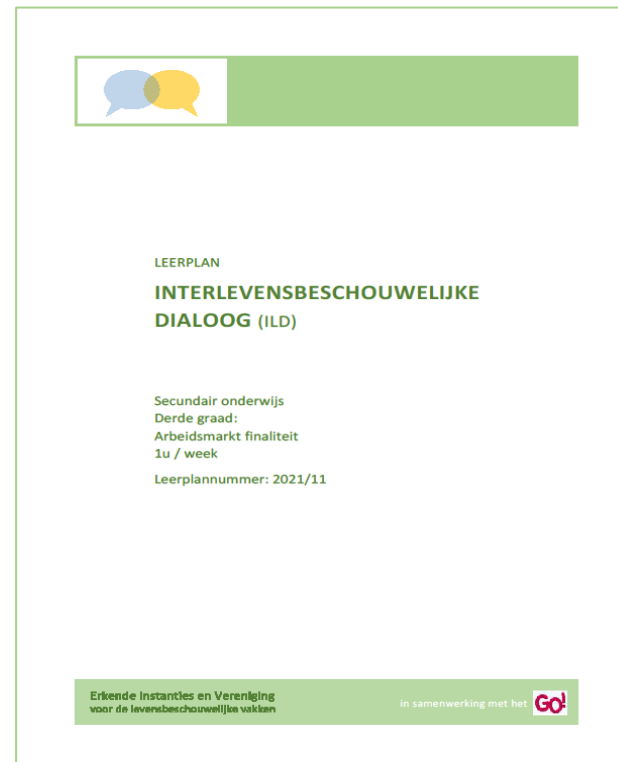 LEERPLAN
INTERLEVENSBESCHOUWELIJKE
DIALOOG (ILD)
Secundair onderwijs
Derde graad:
Arbeidsmarkt finaliteit
1u / week
Leerplannummer: 2021/11
Erkende Instanties en Vereniging
voor de levensbeschouwelijke vakken
in samenwerking met het GO!